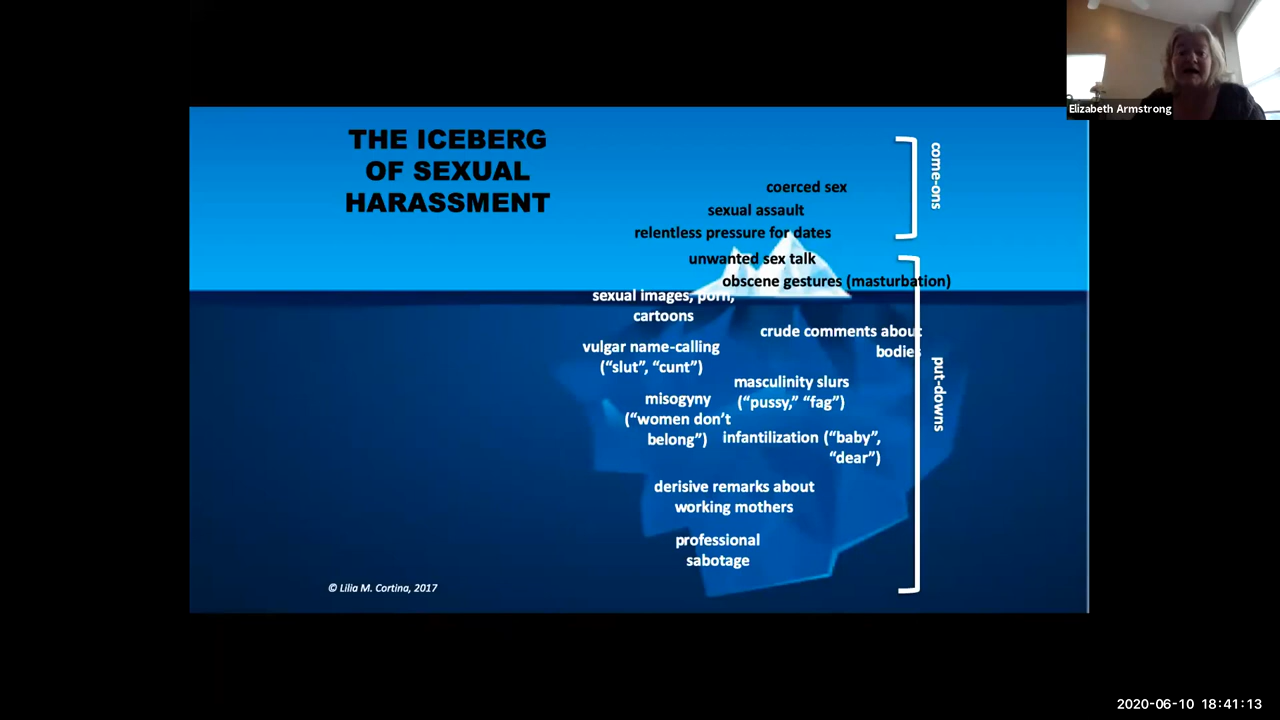 Elizabeth Armstrong
THE ICEBERG
OF SEXUAL
HARASSMENT
come-ons
coerced sex
sexual assault
relentless pressure for dates
unwanted sex talk
obscene gestures (masturbation)
sexual images, porn,
cartoons
crude comments about
bodies
vulgar name-calling
(“slut”, “cunt”)
put-downs
masculinity slurs
(“pussy,” “fag”)
misogyny
(“women don’t
belong”)
infantilization (“baby”,
“dear”)
derisive remarks about
working mothers
professional
sabotage
© Lilia M. Cortina, 2017
2020-06-10 18:41:13